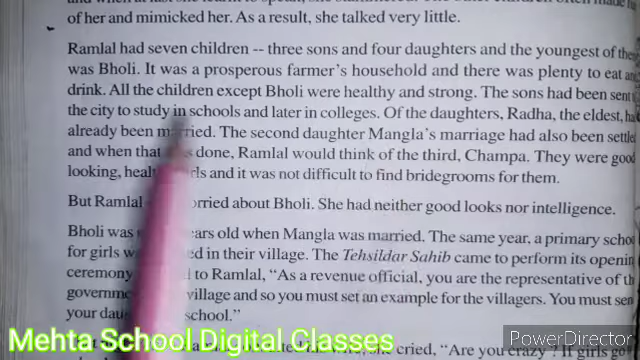 of her and mimicked her. As a result, she talked very little.
Ramlal had seven children -- three sons and four daughters and the youngest of the
was Bholi. It was a prosperous farmer's household and there was plenty to eat an
drink. All the children except Bholi were healthy and strong. The sons had been sent
the city to study in schools and later in colleges. Of the daughters, Radha, the eldest, ha
already been married. The second daughter Mangla's marriage had also been settle
and when that done, Ramlal would think of the third, Champa. They were good
looking, heal rls and it was not difficult to find bridegrooms for them.
But Ramlal orried about Bholi. She had neither good looks nor intelligence.
Bholi was ears old when Mangla was married. The same year, a primary scho
for girls w ed in their village. The Tehsildar Sahib came to perform its openin
ceremony to Ramlal, "As a revenue official, you are the representative of th
governme village and so you must set an example for the villagers. You must sen
your dau school."
she cried, "Are you crazy ? If girls go
Mehta School Digital Classes
PowerDirector